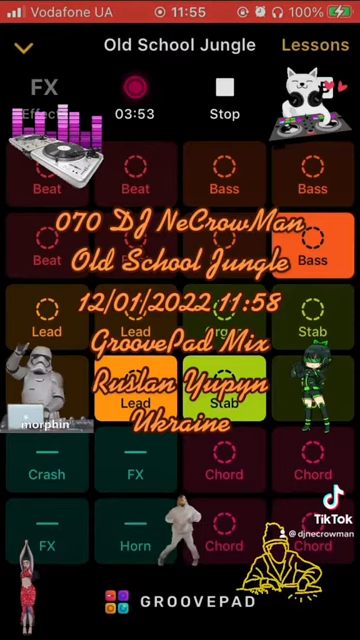 Vodafone UA
11:55
100%
Old School Jungle
Lessons
FX
Effects
03:53
Stop
Beat
Beat
Bass
Bass
070 DJ NeCrowMan
Beat
Bass
Old School Jungle
12/01/2022 11:58
Lead
Lead
Stab
GroovePad Mix
Ruslan Yupyn
Lead
Stab
morphin
Ukraine
Crash
FX
Chord
Chord
TikTok
@djnecrowman
FX
Horn
Chord
Chord
GROOVEPAD